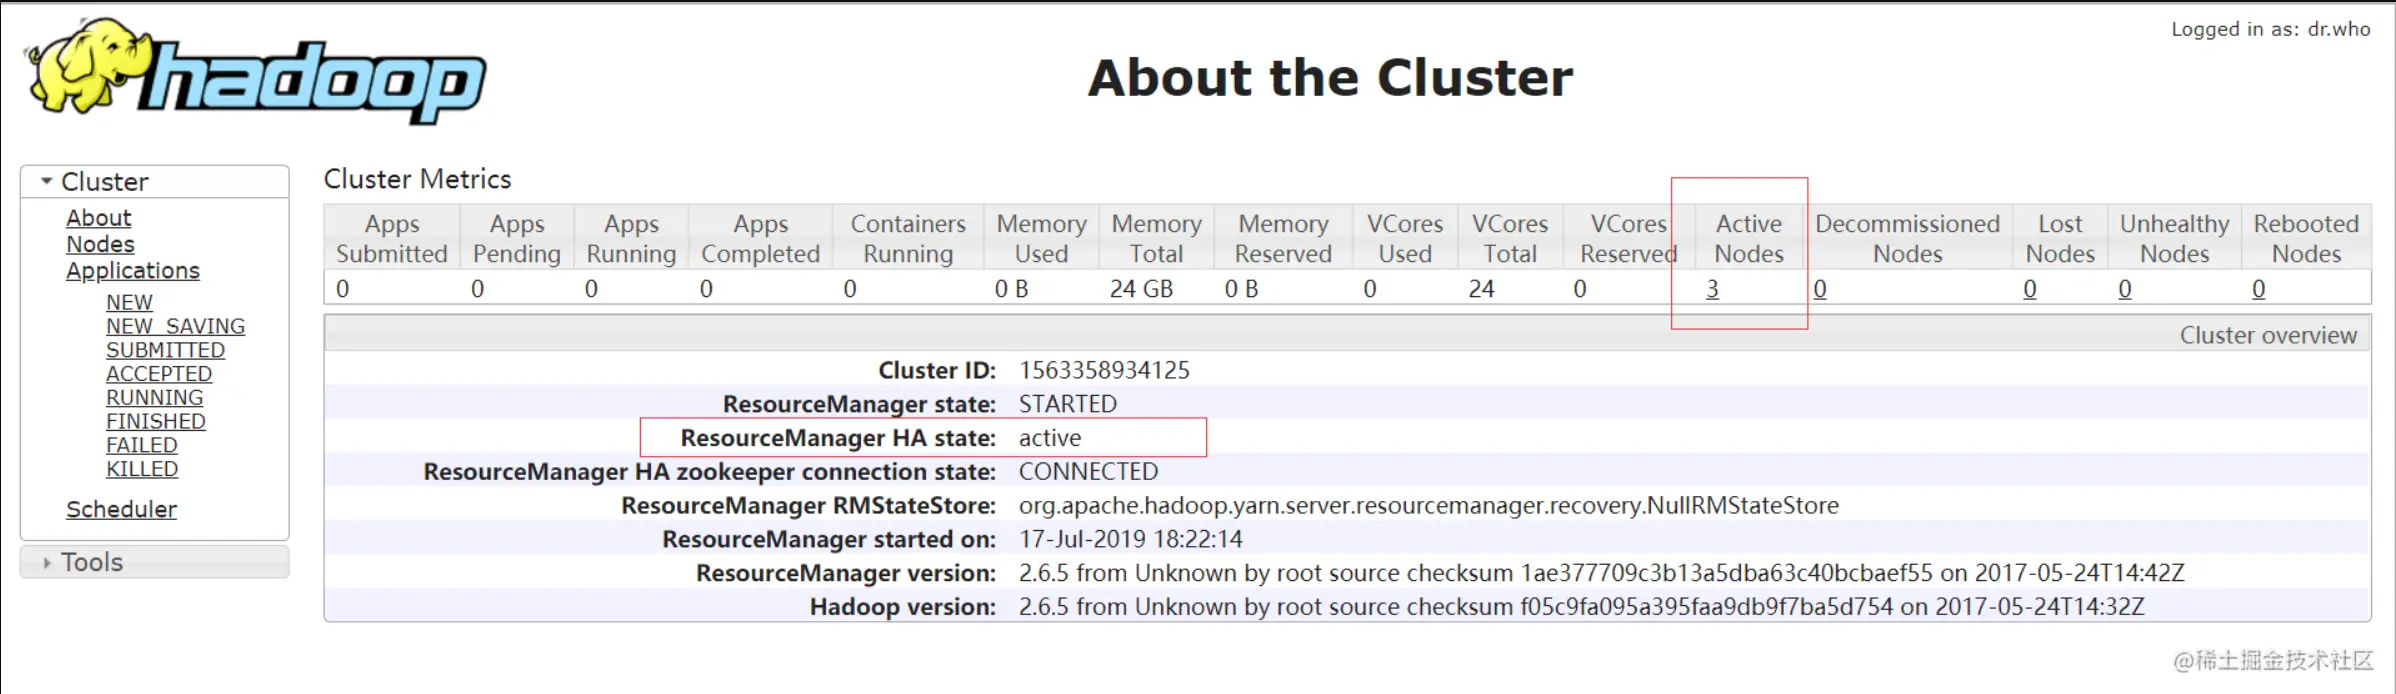 Logged in as: dr.who
hadoop
About the Cluster
Cluster
About
Nodes
Applications
NEW
NEW_SAVING
SUBMITTED
ACCEPTED
RUNNING
FINISHED
FAILED
KILLED
Scheduler
Tools
Cluster Metrics
Apps Submitted Apps Pending Apps Running Apps Completed Containers Running Memory Used Memory Total Memory Reserved VCores Used VCores Total VCores Reserved Active Nodes Decommissioned Nodes Lost Nodes Unhealthy Nodes Rebooted Nodes
0 0 0 0 0 0 B 24 GB 0 B 0 24 0 3 0 0 0 0
Cluster overview
Cluster ID: 1563358934125
ResourceManager state: STARTED
ResourceManager HA state: active
ResourceManager HA zookeeper connection state: CONNECTED
ResourceManager RMStateStore: org.apache.hadoop.yarn.server.resourcemanager.recovery.NullRMStateStore
ResourceManager started on: 17-Jul-2019 18:22:14
ResourceManager version: 2.6.5 from Unknown by root source checksum 1ae377709c3b13a5dba63c40bcbaef55 on 2017-05-24T14:42Z
Hadoop version: 2.6.5 from Unknown by root source checksum f05c9fa095a395faa9db9f7ba5d754 on 2017-05-24T14:32Z
@稀土掘金技术社区